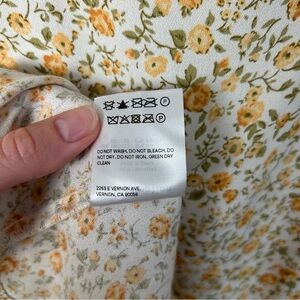 DO NOT WASH, DO NOT BLEACH, DO
NOT DRY, DO NOT IRON, GREEN DRY
CLEAN
2263 E VERNON AVE,
VERNON, CA 90058